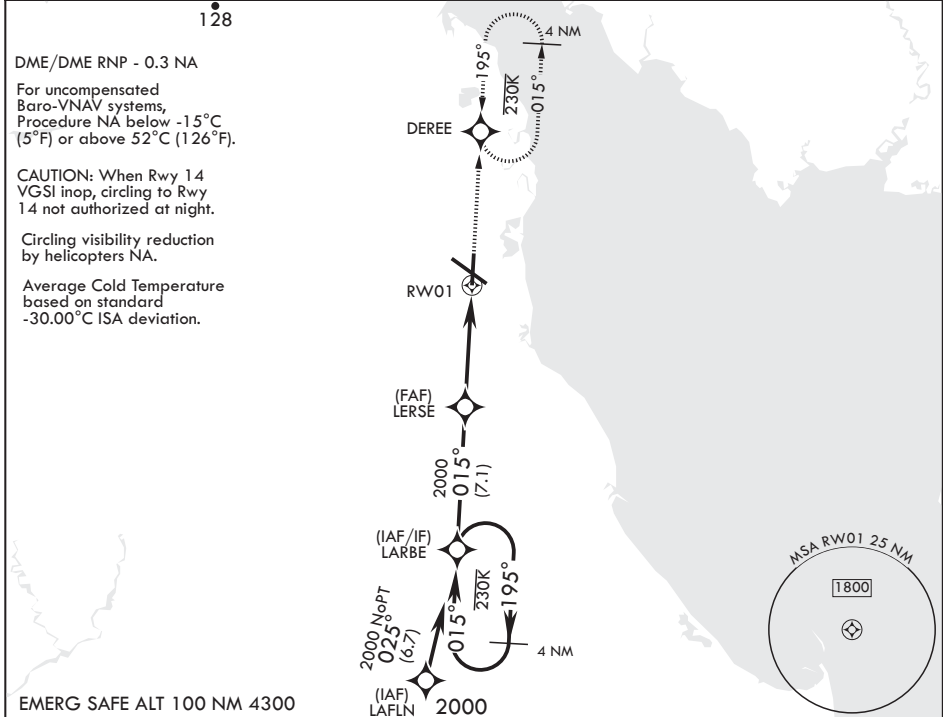 128
DME/DME RNP - 0.3 NA
For uncompensated
Baro-VNAV systems,
Procedure NA below -15°C
(5°F) or above 52°C (126°F).
CAUTION: When Rwy 14
VGSI inop, circling to Rwy
14 not authorized at night.
Circling visibility reduction
by helicopters NA.
Average Cold Temperature
based on standard
-30.00°C ISA deviation.
4 NM
195°
230K
015°
DEREE
RW01
(FAF)
LERSE
2000
015°
(7.1)
(IAF/IF)
LARBE
195°
230K
015°
4 NM
2000 NoPT
025°
(6.7)
(IAF)
LAFLN
2000
MSA RW01 25 NM
1800
EMERG SAFE ALT 100 NM 4300